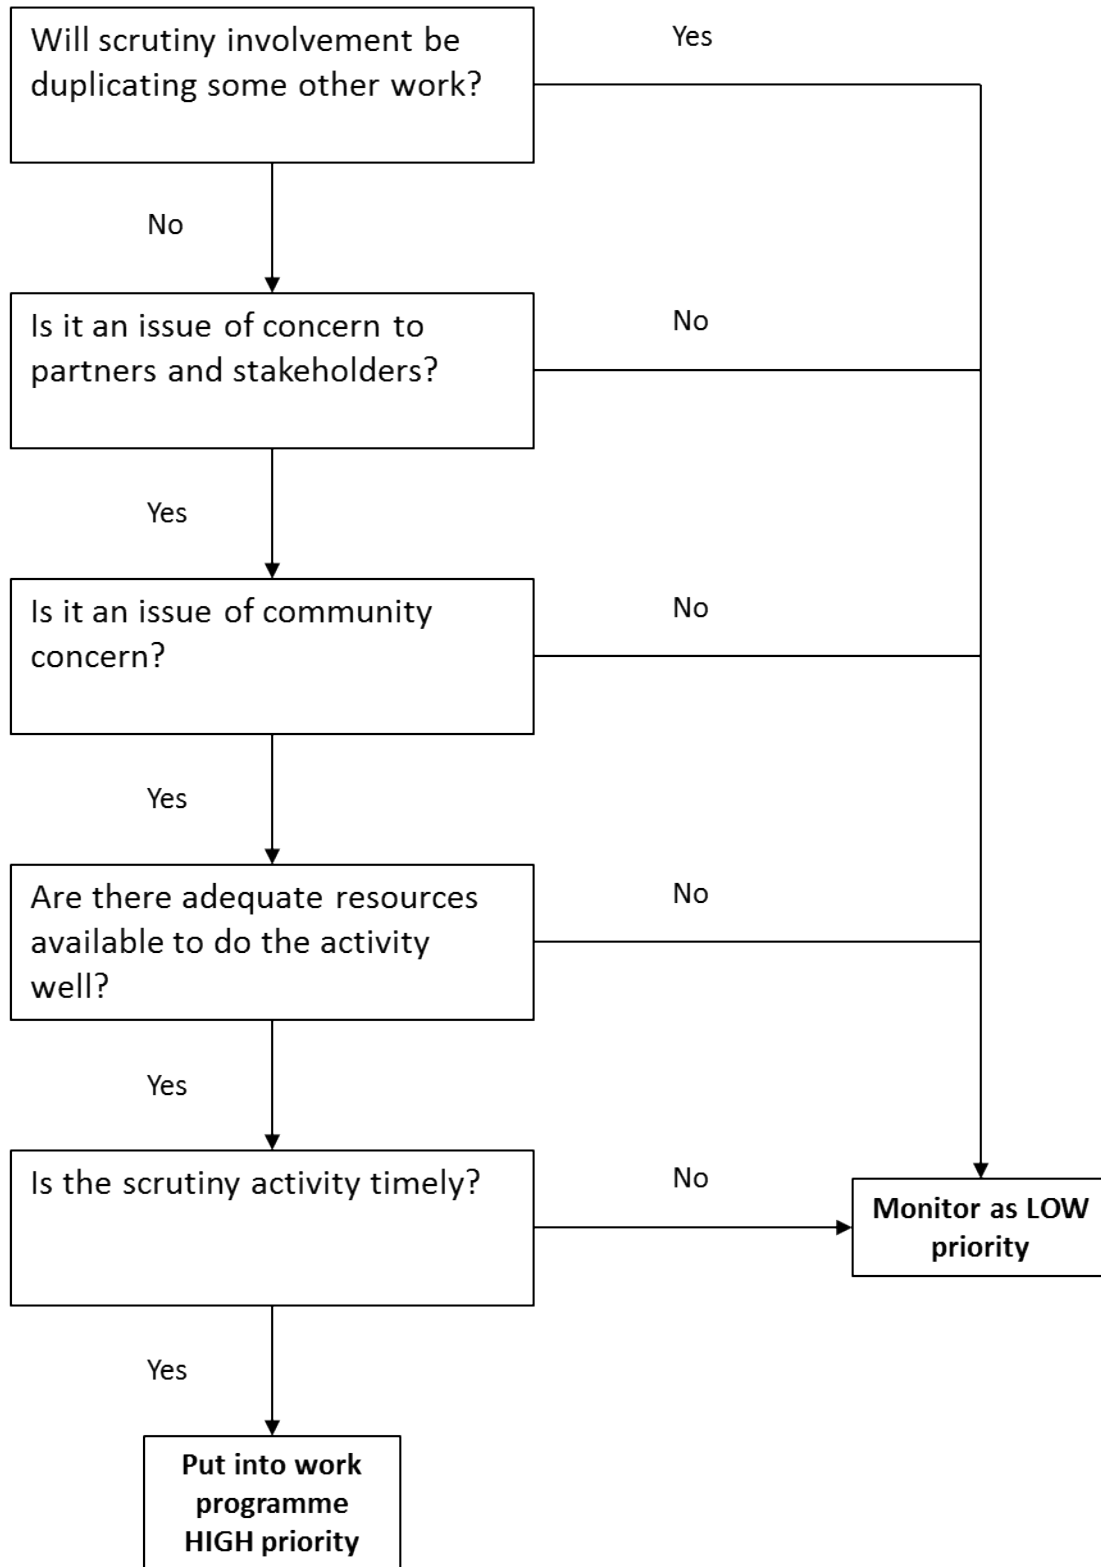 Will scrutiny involvement be
duplicating some other work?
Yes
No
Is it an issue of concern to
partners and stakeholders?
No
Yes
Is it an issue of community
concern?
No
Yes
Are there adequate resources
available to do the activity
well?
No
Yes
Is the scrutiny activity timely?
No
Monitor as LOW
priority
Yes
Put into work
programme
HIGH priority